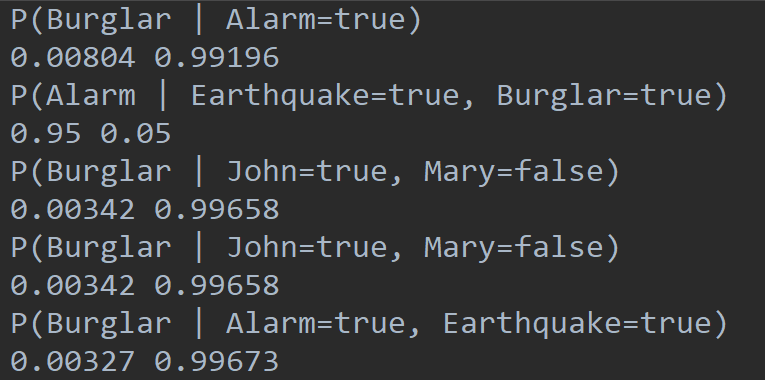 P(Burglar | Alarm=true)
0.00804 0.99196
P(Alarm | Earthquake=true, Burglar=true)
0.95 0.05
P(Burglar | John=true, Mary=false)
0.00342 0.99658
P(Burglar | John=true, Mary=false)
0.00342 0.99658
P(Burglar | Alarm=true, Earthquake=true)
0.00327 0.99673